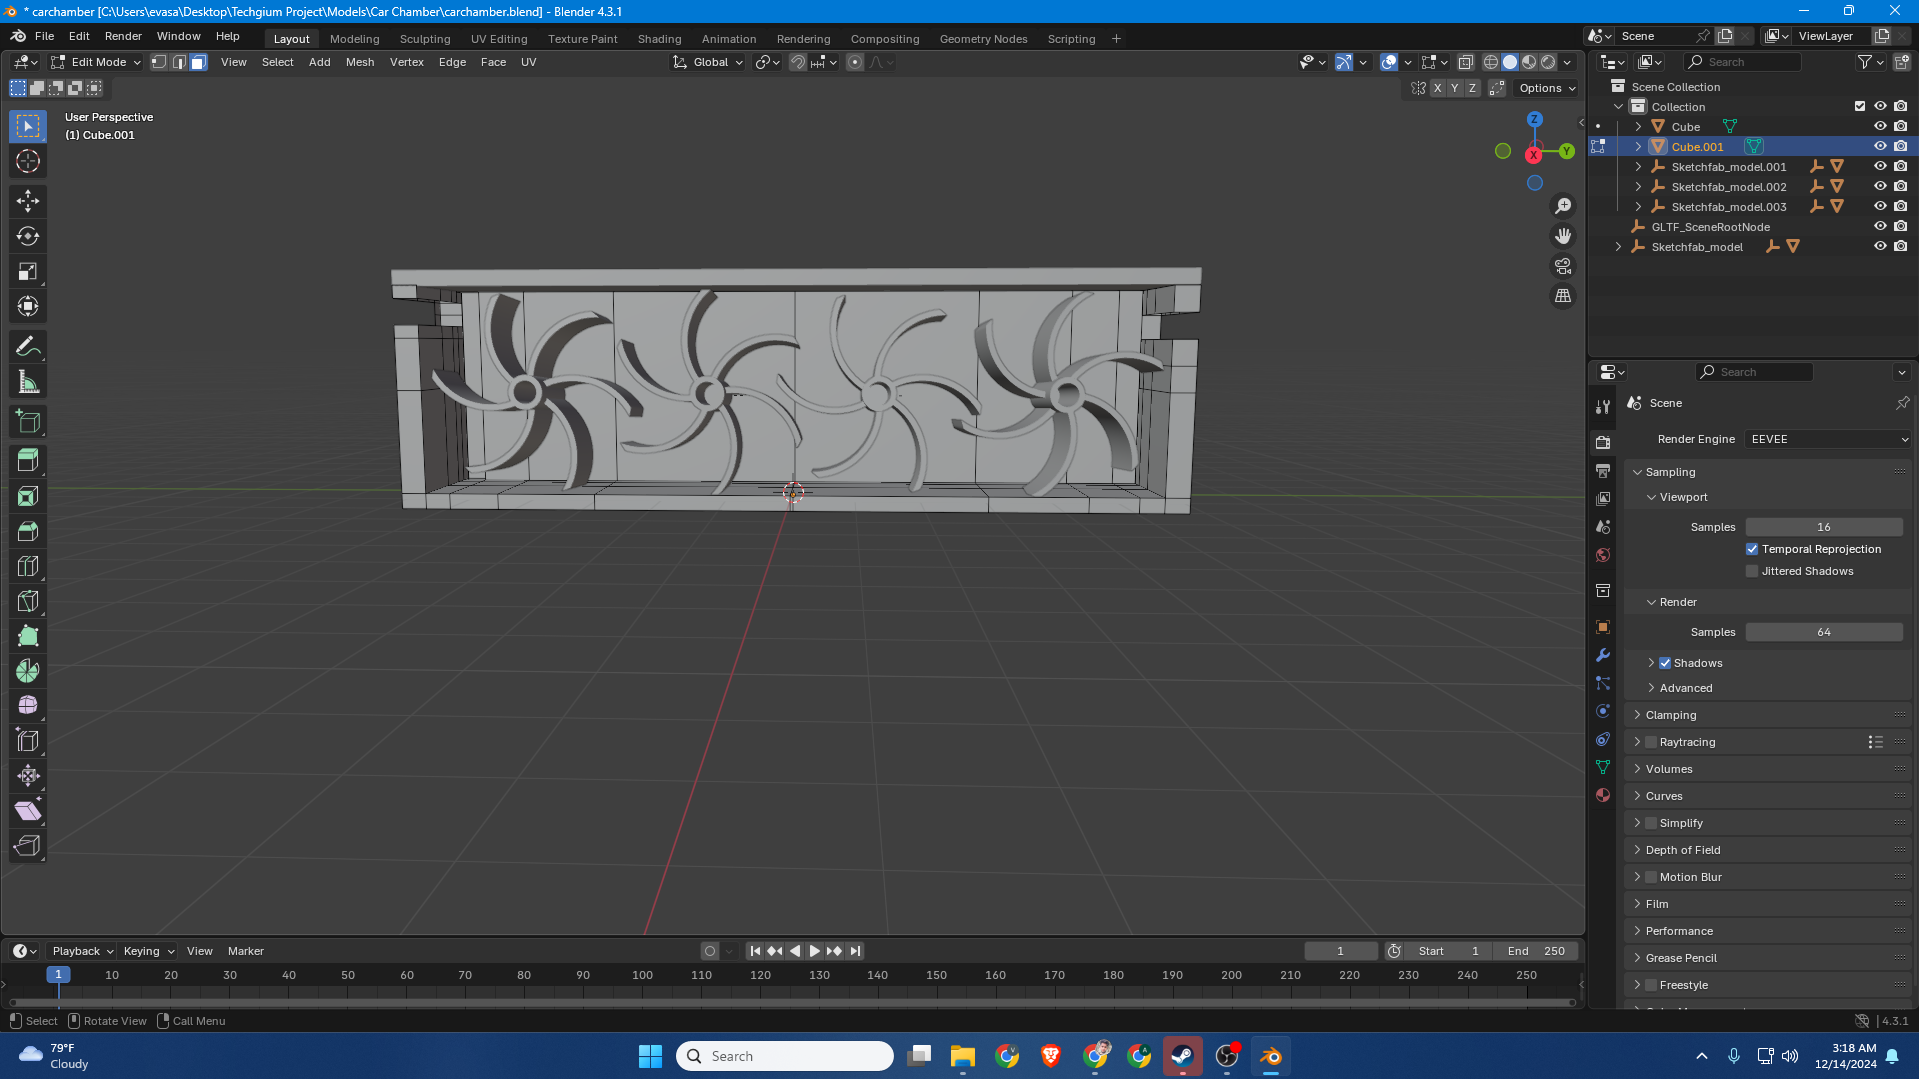 * carchamber [C:\Users\evasa\Desktop\Techgium Project\Models\Car Chamber\carchamber.blend] - Blender 4.3.1
File Edit Render Window Help Layout Modeling Sculpting UV Editing Texture Paint Shading Animation Rendering Compositing Geometry Nodes Scripting + Scene ViewLayer
Edit Mode View Select Add Mesh Vertex Edge Face UV Global Search
X Y Z Options
User Perspective
(1) Cube.001
Z
Y
X
Scene Collection
Collection
Cube
Cube.001
Sketchfab_model.001
Sketchfab_model.002
Sketchfab_model.003
GLTF_SceneRootNode
Sketchfab_model
Search
Scene
Render Engine EEVEE
Sampling
Viewport
Samples 16
Temporal Reprojection
Jittered Shadows
Render
Samples 64
Shadows
Advanced
Clamping
Raytracing
Volumes
Curves
Simplify
Depth of Field
Motion Blur
Film
Performance
Grease Pencil
Freestyle
Playback Keying View Marker 1 Start 1 End 250
1 10 20 30 40 50 60 70 80 90 100 110 120 130 140 150 160 170 180 190 200 210 220 230 240 250
Select Rotate View Call Menu 4.3.1
79°F
Cloudy
Search
3:18 AM
12/14/2024